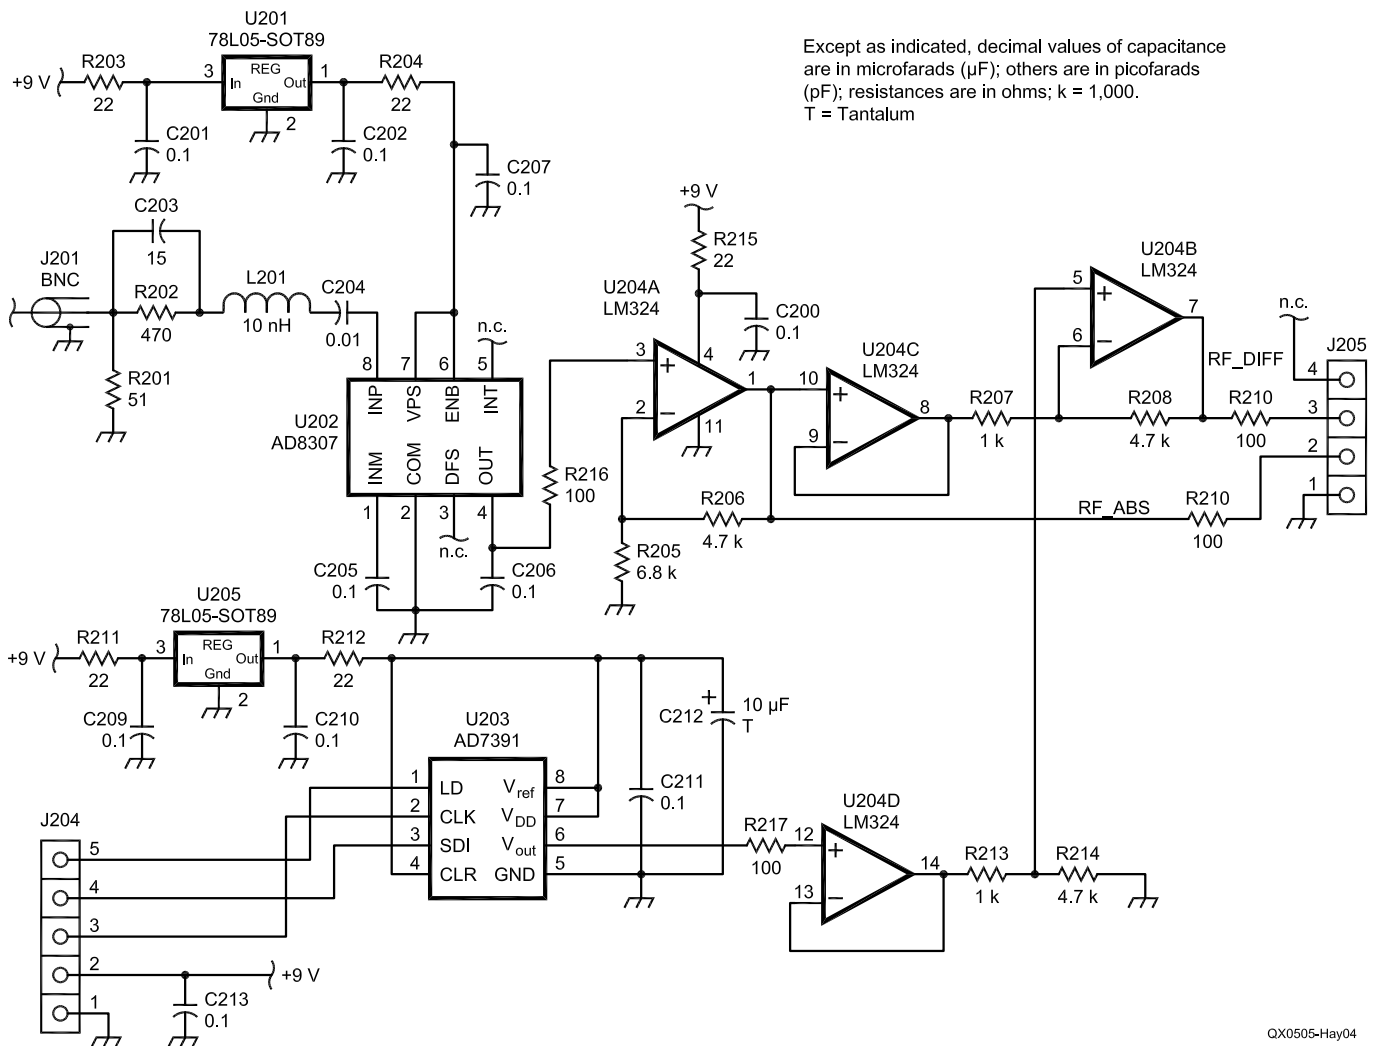 U201
78L05-SOT89
+9 V
R203
22
3
REG
In
Out
Gnd
1
2
R204
22
C201
0.1
C202
0.1
C207
0.1
Except as indicated, decimal values of capacitance
are in microfarads (µF); others are in picofarads
(pF); resistances are in ohms; k = 1,000.
T = Tantalum
J201
BNC
C203
15
R202
470
L201
10 nH
C204
0.01
R201
51
U202
AD8307
8
7
6
5
n.c.
INP
VPS
ENB
INT
INM
COM
DFS
OUT
1
2
3
4
n.c.
C205
0.1
C206
0.1
R216
100
+9 V
R215
22
C200
0.1
U204A
LM324
3
+
2
−
4
11
1
R206
4.7 k
R205
6.8 k
U204C
LM324
10
+
9
−
8
R207
1 k
U204B
LM324
5
+
6
−
7
R208
4.7 k
RF_DIFF
R210
100
RF_ABS
R210
100
n.c.
J205
4
3
2
1
U205
78L05-SOT89
+9 V
R211
22
3
REG
In
Out
Gnd
1
2
R212
22
C209
0.1
C210
0.1
C212
+
10 µF
T
C211
0.1
U203
AD7391
1
LD
2
CLK
3
SDI
4
CLR
Vref
8
VDD
7
Vout
6
GND
5
J204
5
4
3
2
1
+9 V
C213
0.1
R217
100
U204D
LM324
12
+
13
−
14
R213
1 k
R214
4.7 k
QX0505-Hay04